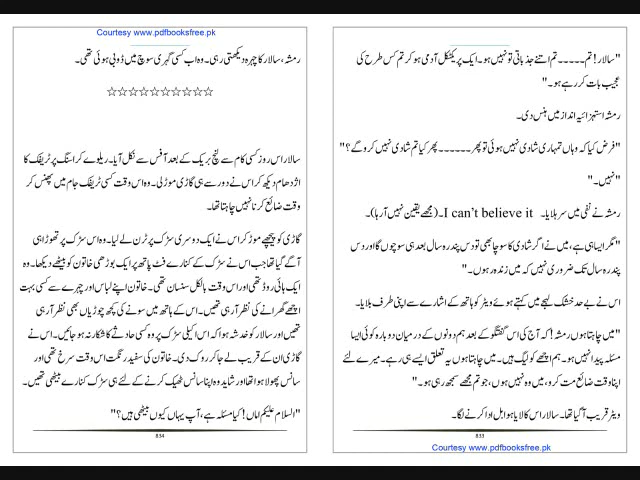 "سالار! تم۔۔۔۔۔ تم اتنے جذباتی تو نہیں ہو۔ ایک پریکٹیکل آدمی ہو کر تم کس طرح کی
عجیب بات کر رہے ہو۔"
رمشہ استہزائیہ انداز میں ہنس دی۔
"فرض کیا کہ وہاں تمہاری شادی نہیں ہوئی تو پھر۔۔۔۔۔۔ پھر کیا تم شادی نہیں کرو گے؟"
"نہیں۔"
رمشہ نے نفی میں سر ہلایا۔ I can't believe it۔ (مجھے یقین نہیں آرہا)۔
"مگر ایسا ہی ہے، میں نے اگر شادی کا سوچا بھی تو دس پندرہ سال بعد ہی سوچوں گا اور دس
پندرہ سال تک ضروری نہیں کہ میں زندہ رہوں۔"
اس نے بے حد خشک لہجے میں کہتے ہوئے ویٹر کو ہاتھ کے اشارے سے اپنی طرف بلایا۔
"میں چاہتا ہوں رمشہ! کہ آج کی اس گفتگو کے بعد ہم دونوں کے درمیان دوبارہ کوئی ایسا
مسئلہ پیدا نہیں ہو۔ ہم اچھے کولیگ ہیں۔ میں چاہتا ہوں یہ تعلق ایسے ہی رہے۔ میرے لئے
اپنا وقت ضائع مت کرو، میں وہ نہیں ہوں، جو تم مجھے سمجھ رہی ہو۔"
ویٹر قریب آ گیا تھا۔ سالار اس کا لایا ہوا بل ادا کرنے لگا۔
833
Courtesy www.pdfbooksfree.pk
Courtesy www.pdfbooksfree.pk
رمشہ، سالار کا چہرہ دیکھتی رہی۔ وہ اب کسی گہری سوچ میں ڈوبی ہوئی تھی۔
☆☆☆☆☆☆☆☆☆☆
سالار اس روز کسی کام سے لنچ بریک کے بعد آفس سے نکل آیا۔ ریلوے کراسنگ پر ٹریفک کا
اژدھام دیکھ کر اس نے دور سے ہی گاڑی موڑ لی۔ وہ اس وقت کسی ٹریفک جام میں پھنس کر
وقت ضائع کرنا نہیں چاہتا تھا۔
گاڑی کو پیچھے موڑ کر اس نے ایک دوسری سڑک پر ٹرن لے لیا۔ وہ اس سڑک پر تھوڑا ہی
آگے گیا تھا جب اس نے سڑک کے کنارے فٹ پاتھ پر ایک بوڑھی خاتون کو بیٹھے دیکھا۔ وہ
ایک ہائی روڈ تھی اور اس وقت بالکل سنسان تھی۔ خاتون اپنے لباس اور چہرے سے کسی بہت
اچھے گھرانے کی نظر آ رہی تھیں۔ اس کے ہاتھ میں سونے کی کچھ چوڑیاں بھی نظر آ رہی
تھیں اور سالار کو خدشہ ہوا کہ اس اکیلی سڑک پر وہ کسی حادثے کا شکار نہ ہو جائیں۔ اس نے
گاڑی ان کے قریب لے جا کر روک دی۔ خاتون کی سفید رنگت اس وقت سرخ تھی اور
سانس پھولا ہوا تھا اور شاید وہ اپنا سانس ٹھیک کرنے کے لئے ہی سڑک کنارے بیٹھی تھیں۔
"السلام علیکم اماں! کیا مسئلہ ہے، آپ یہاں کیوں بیٹھی ہیں؟"
834